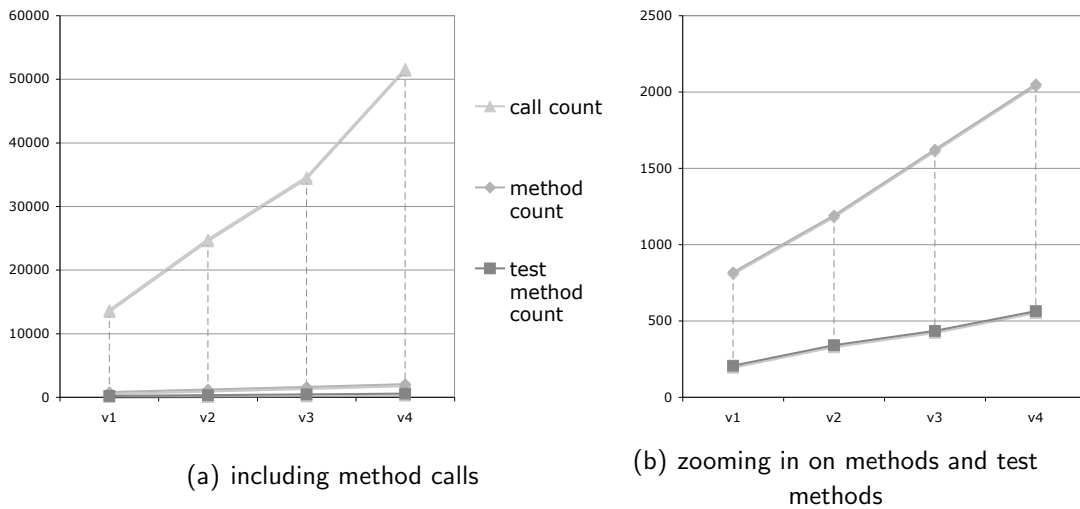 60000
50000
40000
30000
20000
10000
0
v1 v2 v3 v4
call count
method
count
test
method
count
2500
2000
1500
1000
500
0
v1 v2 v3 v4
(a) including method calls
(b) zooming in on methods and test
methods